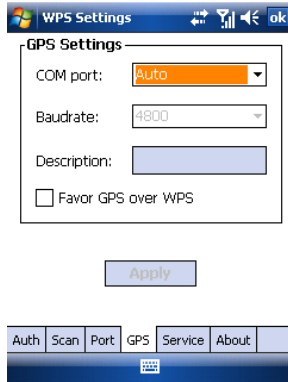 WPS Settings ok
GPS Settings
COM port: Auto
Baudrate: 4800
Description:
Favor GPS over WPS
Apply
Auth Scan Port GPS Service About